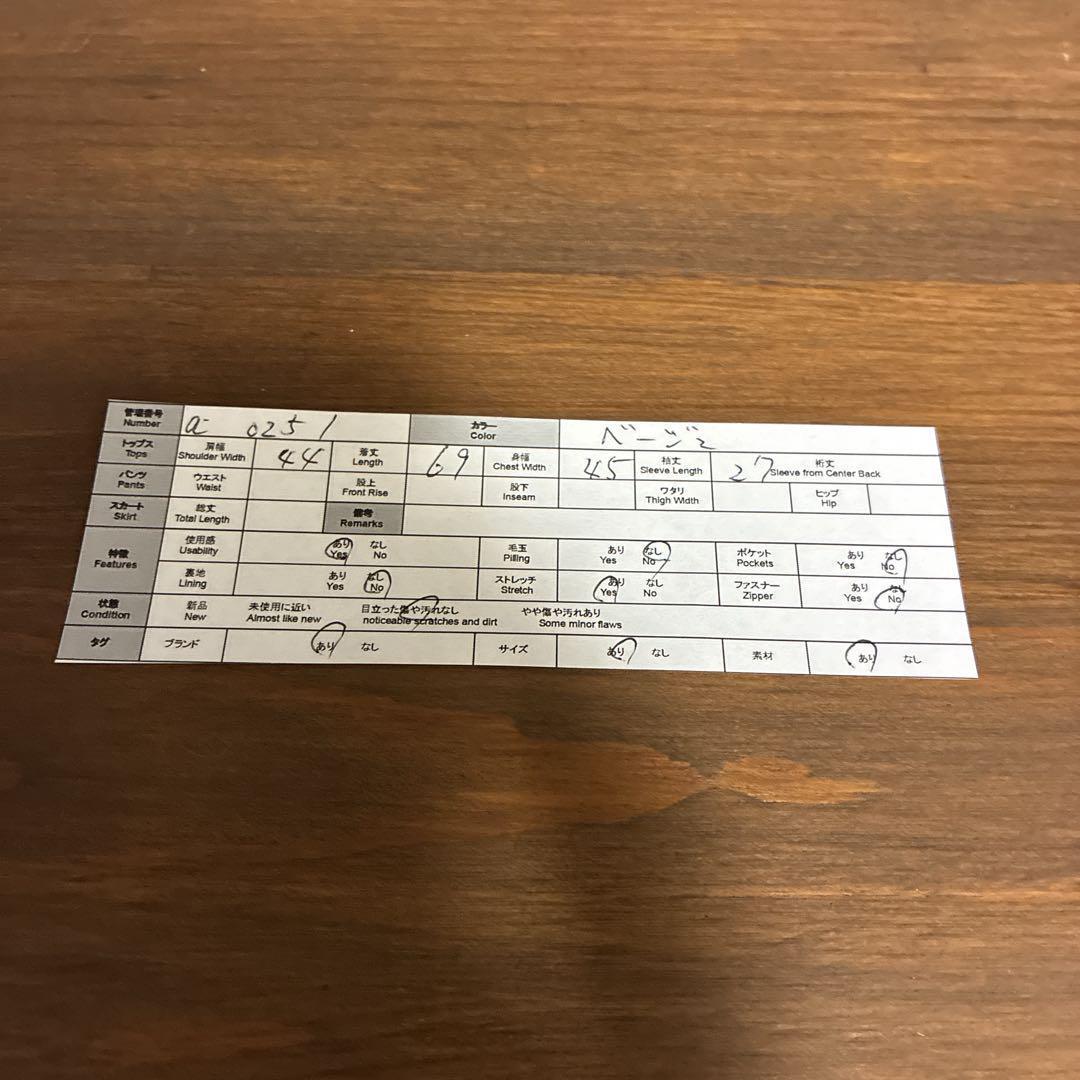 管理番号 a- 0251 カラー ベージュ
Number Color
トップス 肩幅 44 着丈 69 身幅 45 袖丈 27 裄丈
Tops Shoulder Width Length Chest Width Sleeve Length Sleeve from Center Back
パンツ ウエスト 股上 股下 ワタリ ヒップ
Pants Waist Front Rise Inseam Thigh Width Hip
スカート 総丈 備考
Skirt Total Length Remarks
特徴 使用感 あり なし 毛玉 あり なし ポケット あり なし
Features Usability Yes No Pilling Yes No Pockets Yes No
裏地 あり なし ストレッチ あり なし ファスナー あり なし
Lining Yes No Stretch Yes No Zipper Yes No
状態 新品 未使用に近い 目立った傷や汚れなし やや傷や汚れあり
Condition New Almost like new noticeable scratches and dirt Some minor flaws
タグ ブランド あり なし サイズ あり なし 素材 あり なし